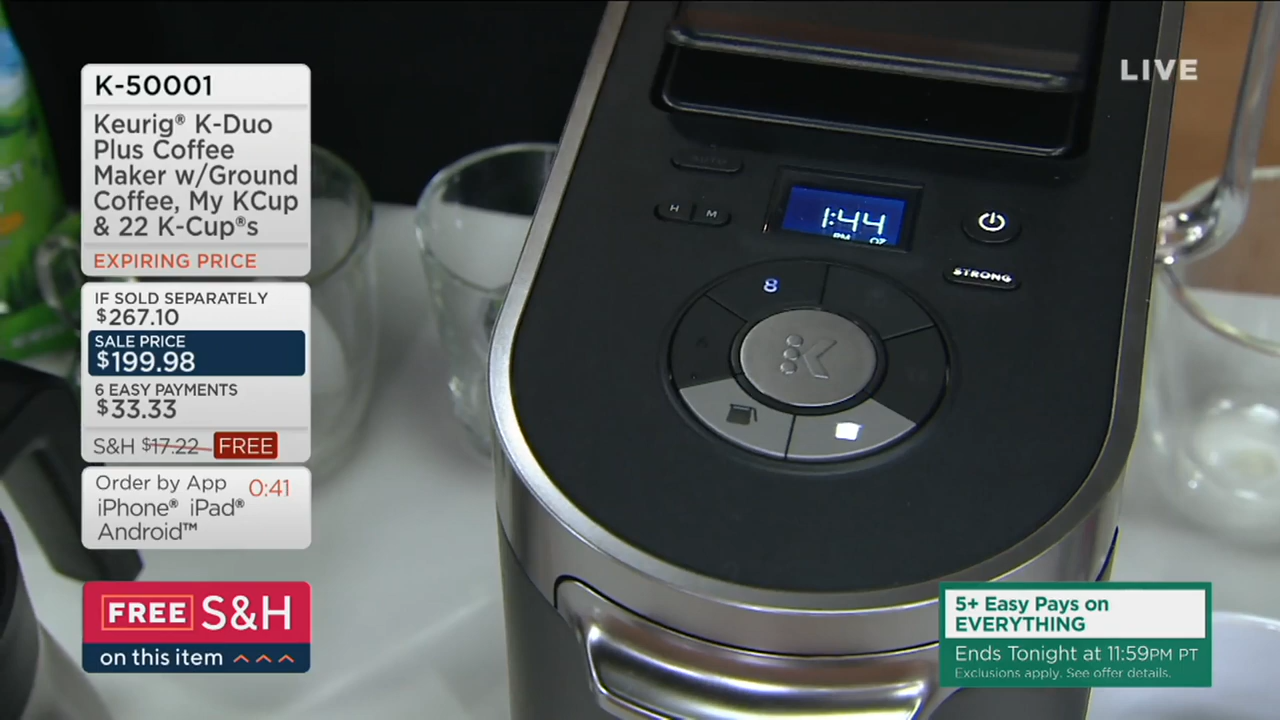 K-50001
Keurig® K-Duo
Plus Coffee
Maker w/Ground
Coffee, My KCup
& 22 K-Cup®s
EXPIRING PRICE
IF SOLD SEPARATELY
$267.10
SALE PRICE
$199.98
6 EASY PAYMENTS
$33.33
S&H $17.22 FREE
Order by App 0:41
iPhone® iPad®
Android™
FREE S&H
on this item
LIVE
AUTO
H M
1:44
PM OZ
STRONG
8
K
5+ Easy Pays on
EVERYTHING
Ends Tonight at 11:59PM PT
Exclusions apply. See offer details.